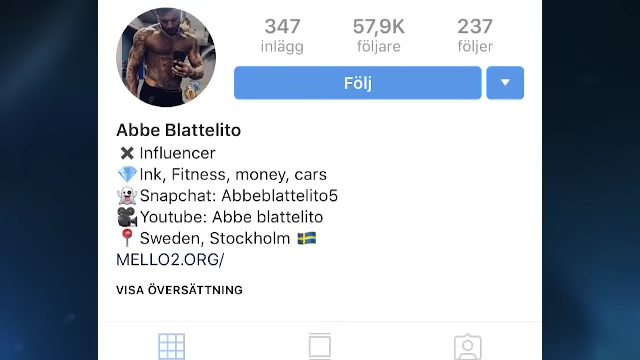 347 57,9K 237
inlägg följare följer
Följ
Abbe Blattelito
✖️ Influencer
💎Ink, Fitness, money, cars
👻Snapchat: Abbeblattelito5
🎥Youtube: Abbe blattelito
📍Sweden, Stockholm 🇸🇪
MELLO2.ORG/
VISA ÖVERSÄTTNING